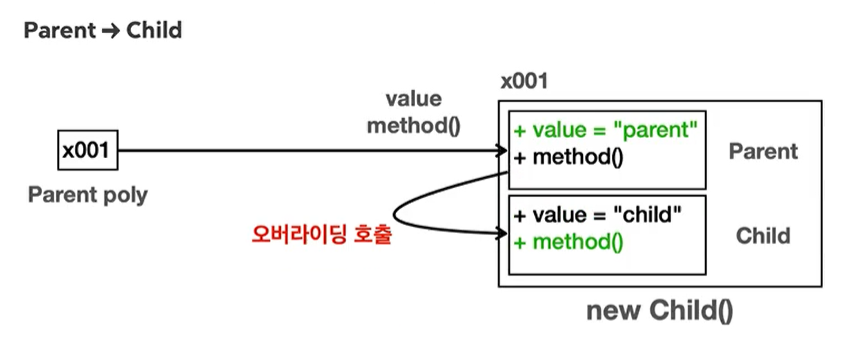 Parent → Child
x001
value
method()
+ value = "parent"
+ method()
Parent
x001
Parent poly
오버라이딩 호출
+ value = "child"
+ method()
Child
new Child()